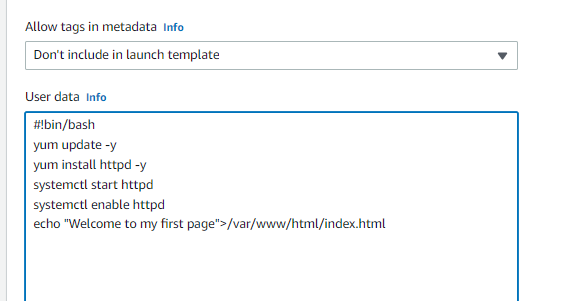 Allow tags in metadata Info
Don't include in launch template
User data Info
#!bin/bash
yum update -y
yum install httpd -y
systemctl start httpd
systemctl enable httpd
echo "Welcome to my first page">/var/www/html/index.html